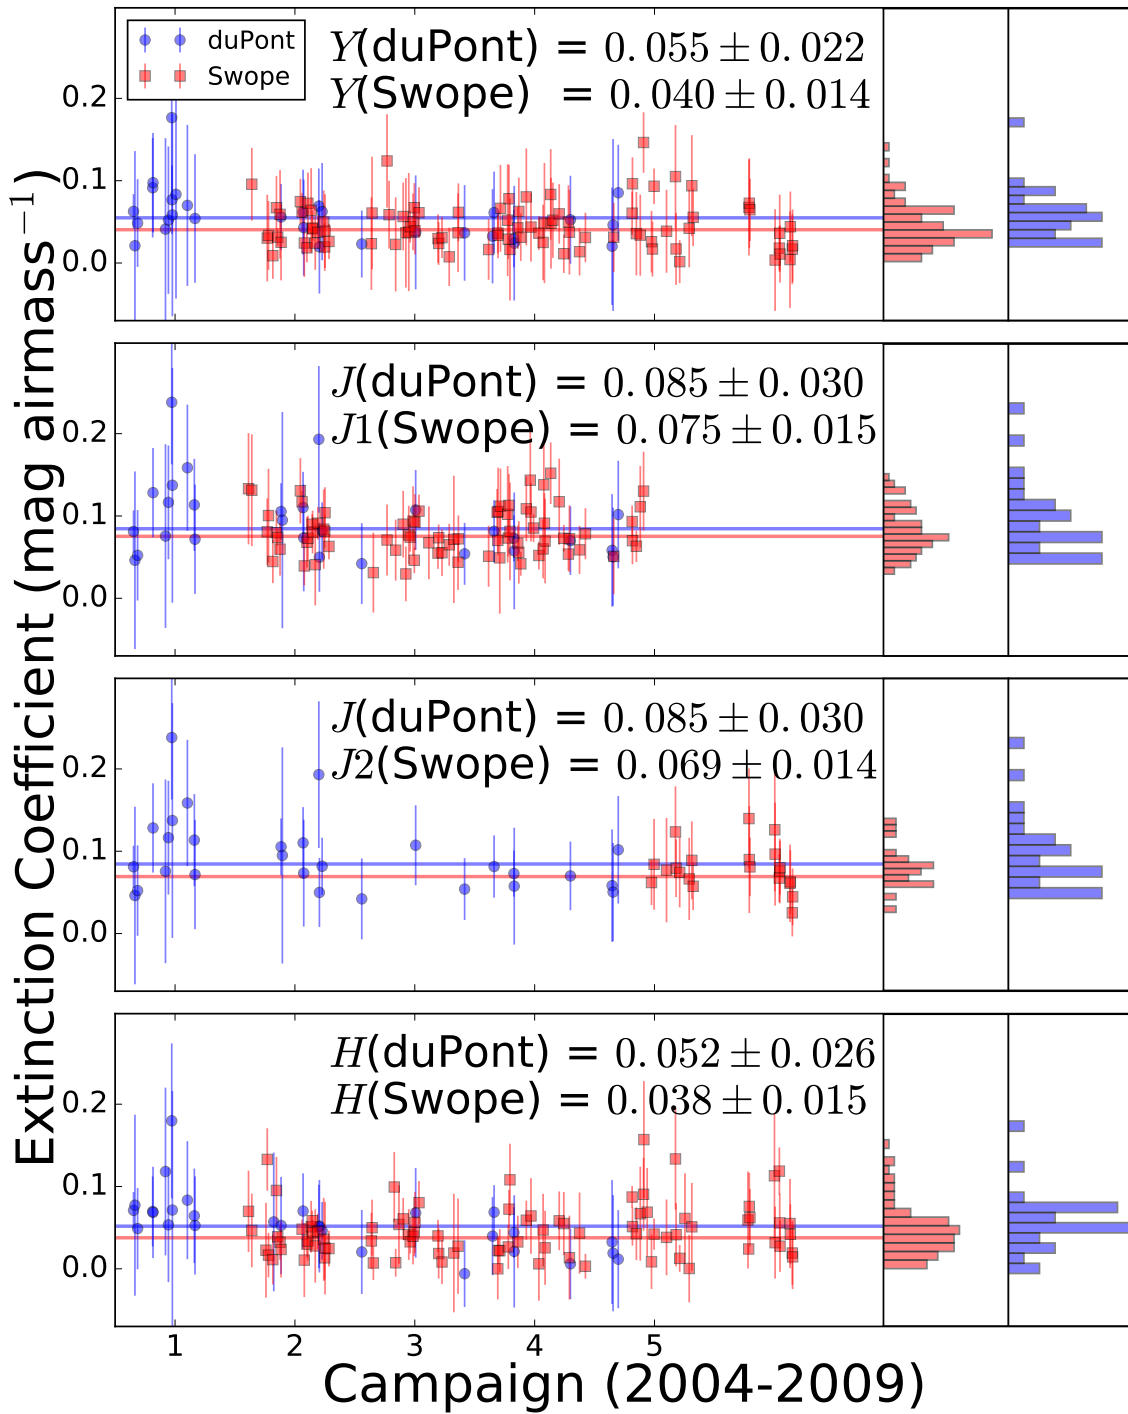 duPont
Swope
Y(duPont) = 0.055 ± 0.022
Y(Swope) = 0.040 ± 0.014
0.2
0.1
0.0
J(duPont) = 0.085 ± 0.030
J1(Swope) = 0.075 ± 0.015
0.2
0.1
0.0
J(duPont) = 0.085 ± 0.030
J2(Swope) = 0.069 ± 0.014
0.2
0.1
0.0
H(duPont) = 0.052 ± 0.026
H(Swope) = 0.038 ± 0.015
0.2
0.1
0.0
1 2 3 4 5
Campaign (2004-2009)
Extinction Coefficient (mag airmass⁻¹)